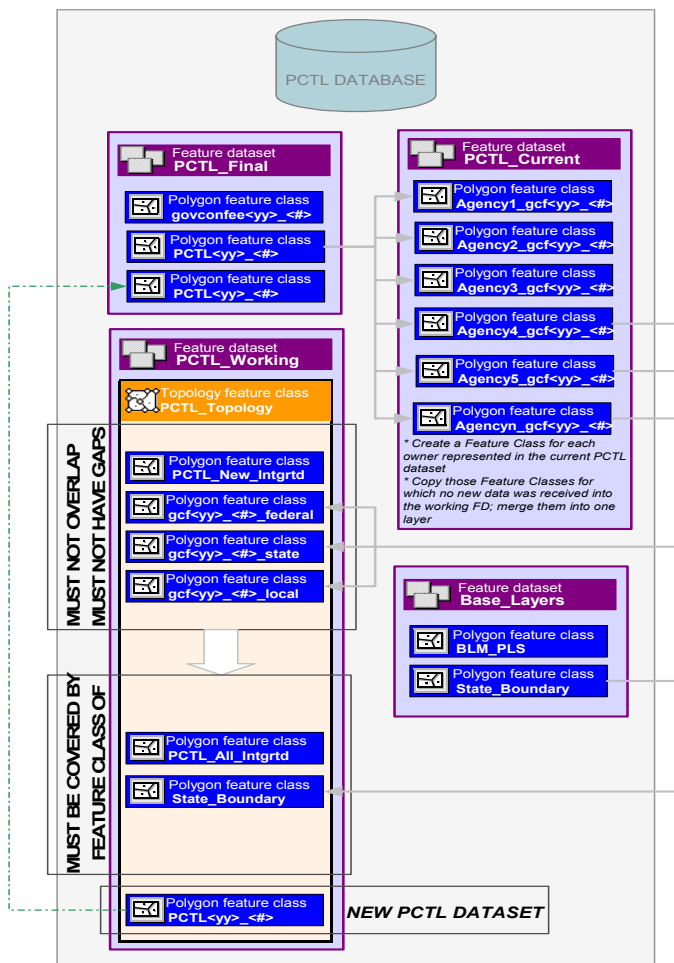 PCTL DATABASE
Feature dataset
PCTL_Final
Polygon feature class
govconfee<yy>_<#>
Polygon feature class
PCTL<yy>_<#>
Polygon feature class
PCTL<yy>_<#>
Feature dataset
PCTL_Current
Polygon feature class
Agency1_gcf<yy>_<#>
Polygon feature class
Agency2_gcf<yy>_<#>
Polygon feature class
Agency3_gcf<yy>_<#>
Polygon feature class
Agency4_gcf<yy>_<#>
Polygon feature class
Agency5_gcf<yy>_<#>
Polygon feature class
Agencyn_gcf<yy>_<#>
* Create a Feature Class for each
owner represented in the current PCTL
dataset
* Copy those Feature Classes for
which no new data was received into
the working FD; merge them into one
layer
Feature dataset
PCTL_Working
Topology feature class
PCTL_Topology
MUST NOT OVERLAP
MUST NOT HAVE GAPS
Polygon feature class
PCTL_New_Intgrtd
Polygon feature class
gcf<yy>_<#>_federal
Polygon feature class
gcf<yy>_<#>_state
Polygon feature class
gcf<yy>_<#>_local
Feature dataset
Base_Layers
Polygon feature class
BLM_PLS
Polygon feature class
State_Boundary
MUST BE COVERED BY
FEATURE CLASS OF
Polygon feature class
PCTL_All_Intgrtd
Polygon feature class
State_Boundary
Polygon feature class
PCTL<yy>_<#>
NEW PCTL DATASET